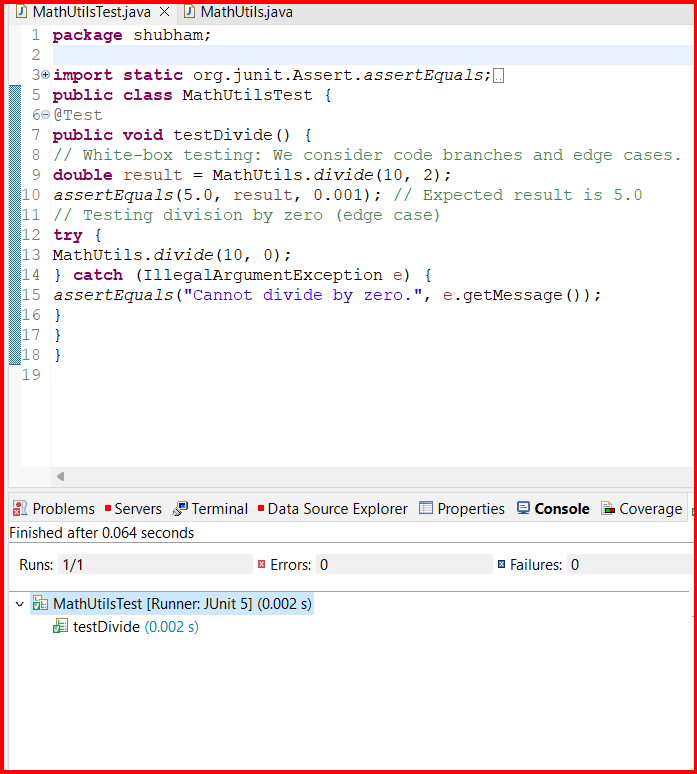 MathUtilsTest.java MathUtils.java
1 package shubham;
2
3 import static org.junit.Assert.assertEquals;
5 public class MathUtilsTest {
6 @Test
7 public void testDivide() {
8 // White-box testing: We consider code branches and edge cases.
9 double result = MathUtils.divide(10, 2);
10 assertEquals(5.0, result, 0.001); // Expected result is 5.0
11 // Testing division by zero (edge case)
12 try {
13 MathUtils.divide(10, 0);
14 } catch (IllegalArgumentException e) {
15 assertEquals("Cannot divide by zero.", e.getMessage());
16 }
17 }
18 }
19
Problems Servers Terminal Data Source Explorer Properties Console Coverage
Finished after 0.064 seconds
Runs: 1/1 Errors: 0 Failures: 0
MathUtilsTest [Runner: JUnit 5] (0.002 s)
testDivide (0.002 s)